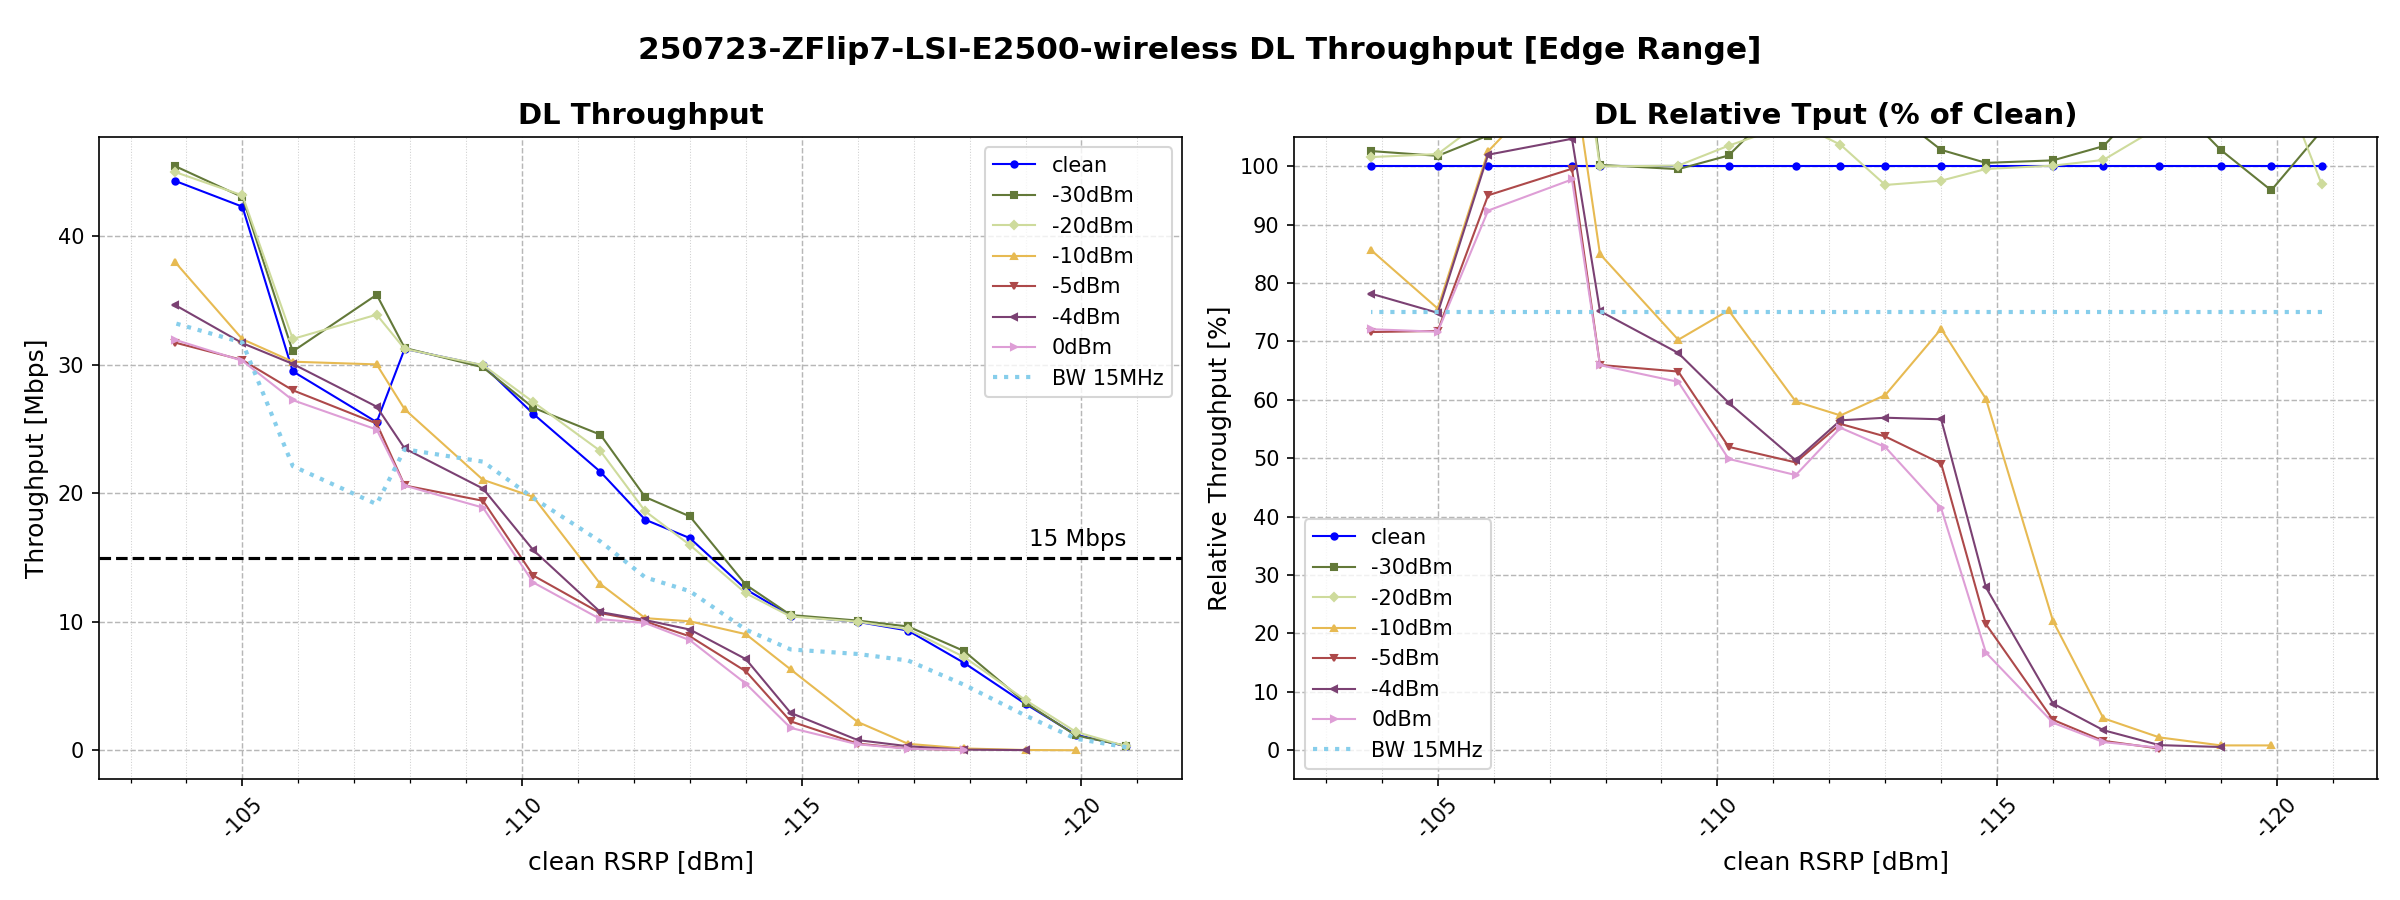 250723-ZFlip7-LSI-E2500-wireless DL Throughput [Edge Range]
DL Throughput
Throughput [Mbps]
40
30
20
10
0
-105
-110
-115
-120
clean RSRP [dBm]
15 Mbps
clean
-30dBm
-20dBm
-10dBm
-5dBm
-4dBm
0dBm
BW 15MHz
DL Relative Tput (% of Clean)
Relative Throughput [%]
100
90
80
70
60
50
40
30
20
10
0
-105
-110
-115
-120
clean RSRP [dBm]
clean
-30dBm
-20dBm
-10dBm
-5dBm
-4dBm
0dBm
BW 15MHz